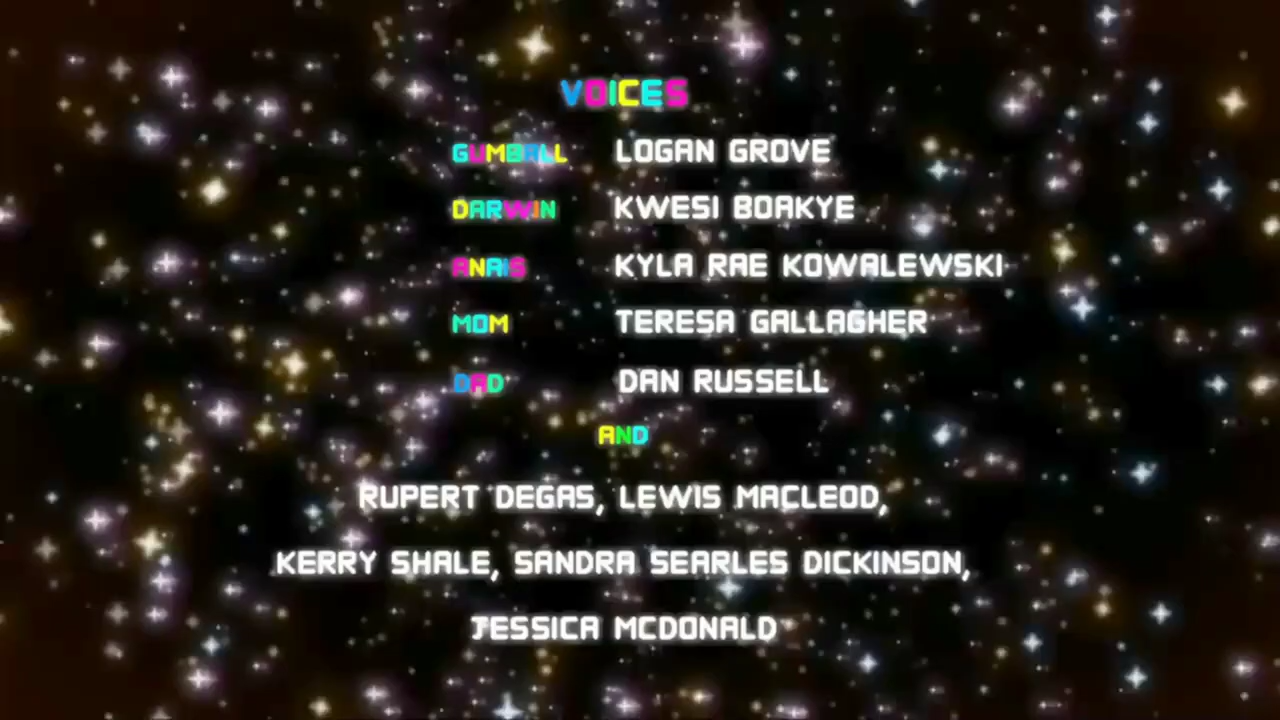 VOICES
GUMBALL LOGAN GROVE
DARWIN KWESI BOAKYE
ANAIS KYLA RAE KOWALEWSKI
MOM TERESA GALLAGHER
DAD DAN RUSSELL
AND
RUPERT DEGAS, LEWIS MACLEOD,
KERRY SHALE, SANDRA SEARLES DICKINSON,
JESSICA MCDONALD